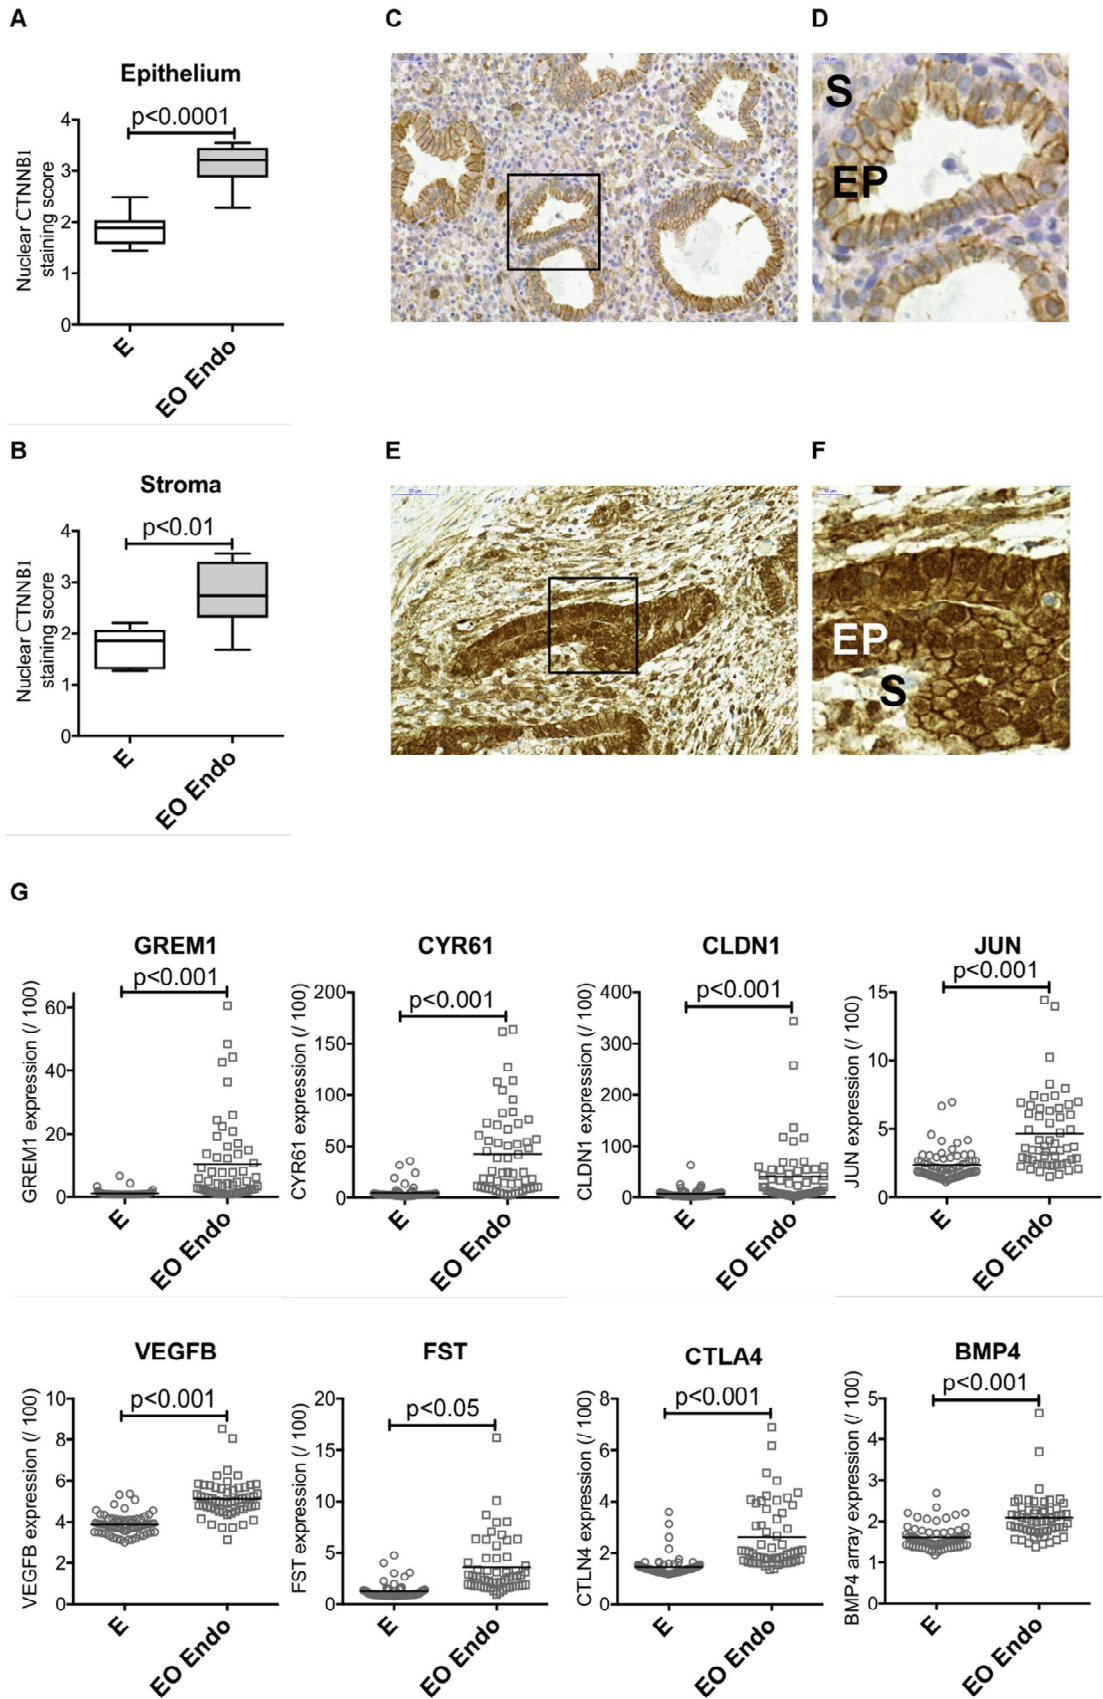 A
Epithelium
p<0.0001
Nuclear CTNNB1
staining score
4
3
2
1
0
E
EO Endo
B
Stroma
p<0.01
Nuclear CTNNB1
staining score
4
3
2
1
0
E
EO Endo
C
D
S
EP
E
F
EP
S
G
GREM1
p<0.001
GREM1 expression (/ 100)
60
40
20
0
E
EO Endo
CYR61
p<0.001
CYR61 expression (/ 100)
200
150
100
50
0
E
EO Endo
CLDN1
p<0.001
CLDN1 expression (/ 100)
400
300
200
100
0
E
EO Endo
JUN
p<0.001
JUN expression (/ 100)
15
10
5
0
E
EO Endo
VEGFB
p<0.001
VEGFB expression (/ 100)
10
8
6
4
2
0
E
EO Endo
FST
p<0.05
FST expression (/ 100)
20
15
10
5
0
E
EO Endo
CTLA4
p<0.001
CTLN4 expression (/ 100)
8
6
4
2
0
E
EO Endo
BMP4
p<0.001
BMP4 array expression (/ 100)
5
4
3
2
1
0
E
EO Endo